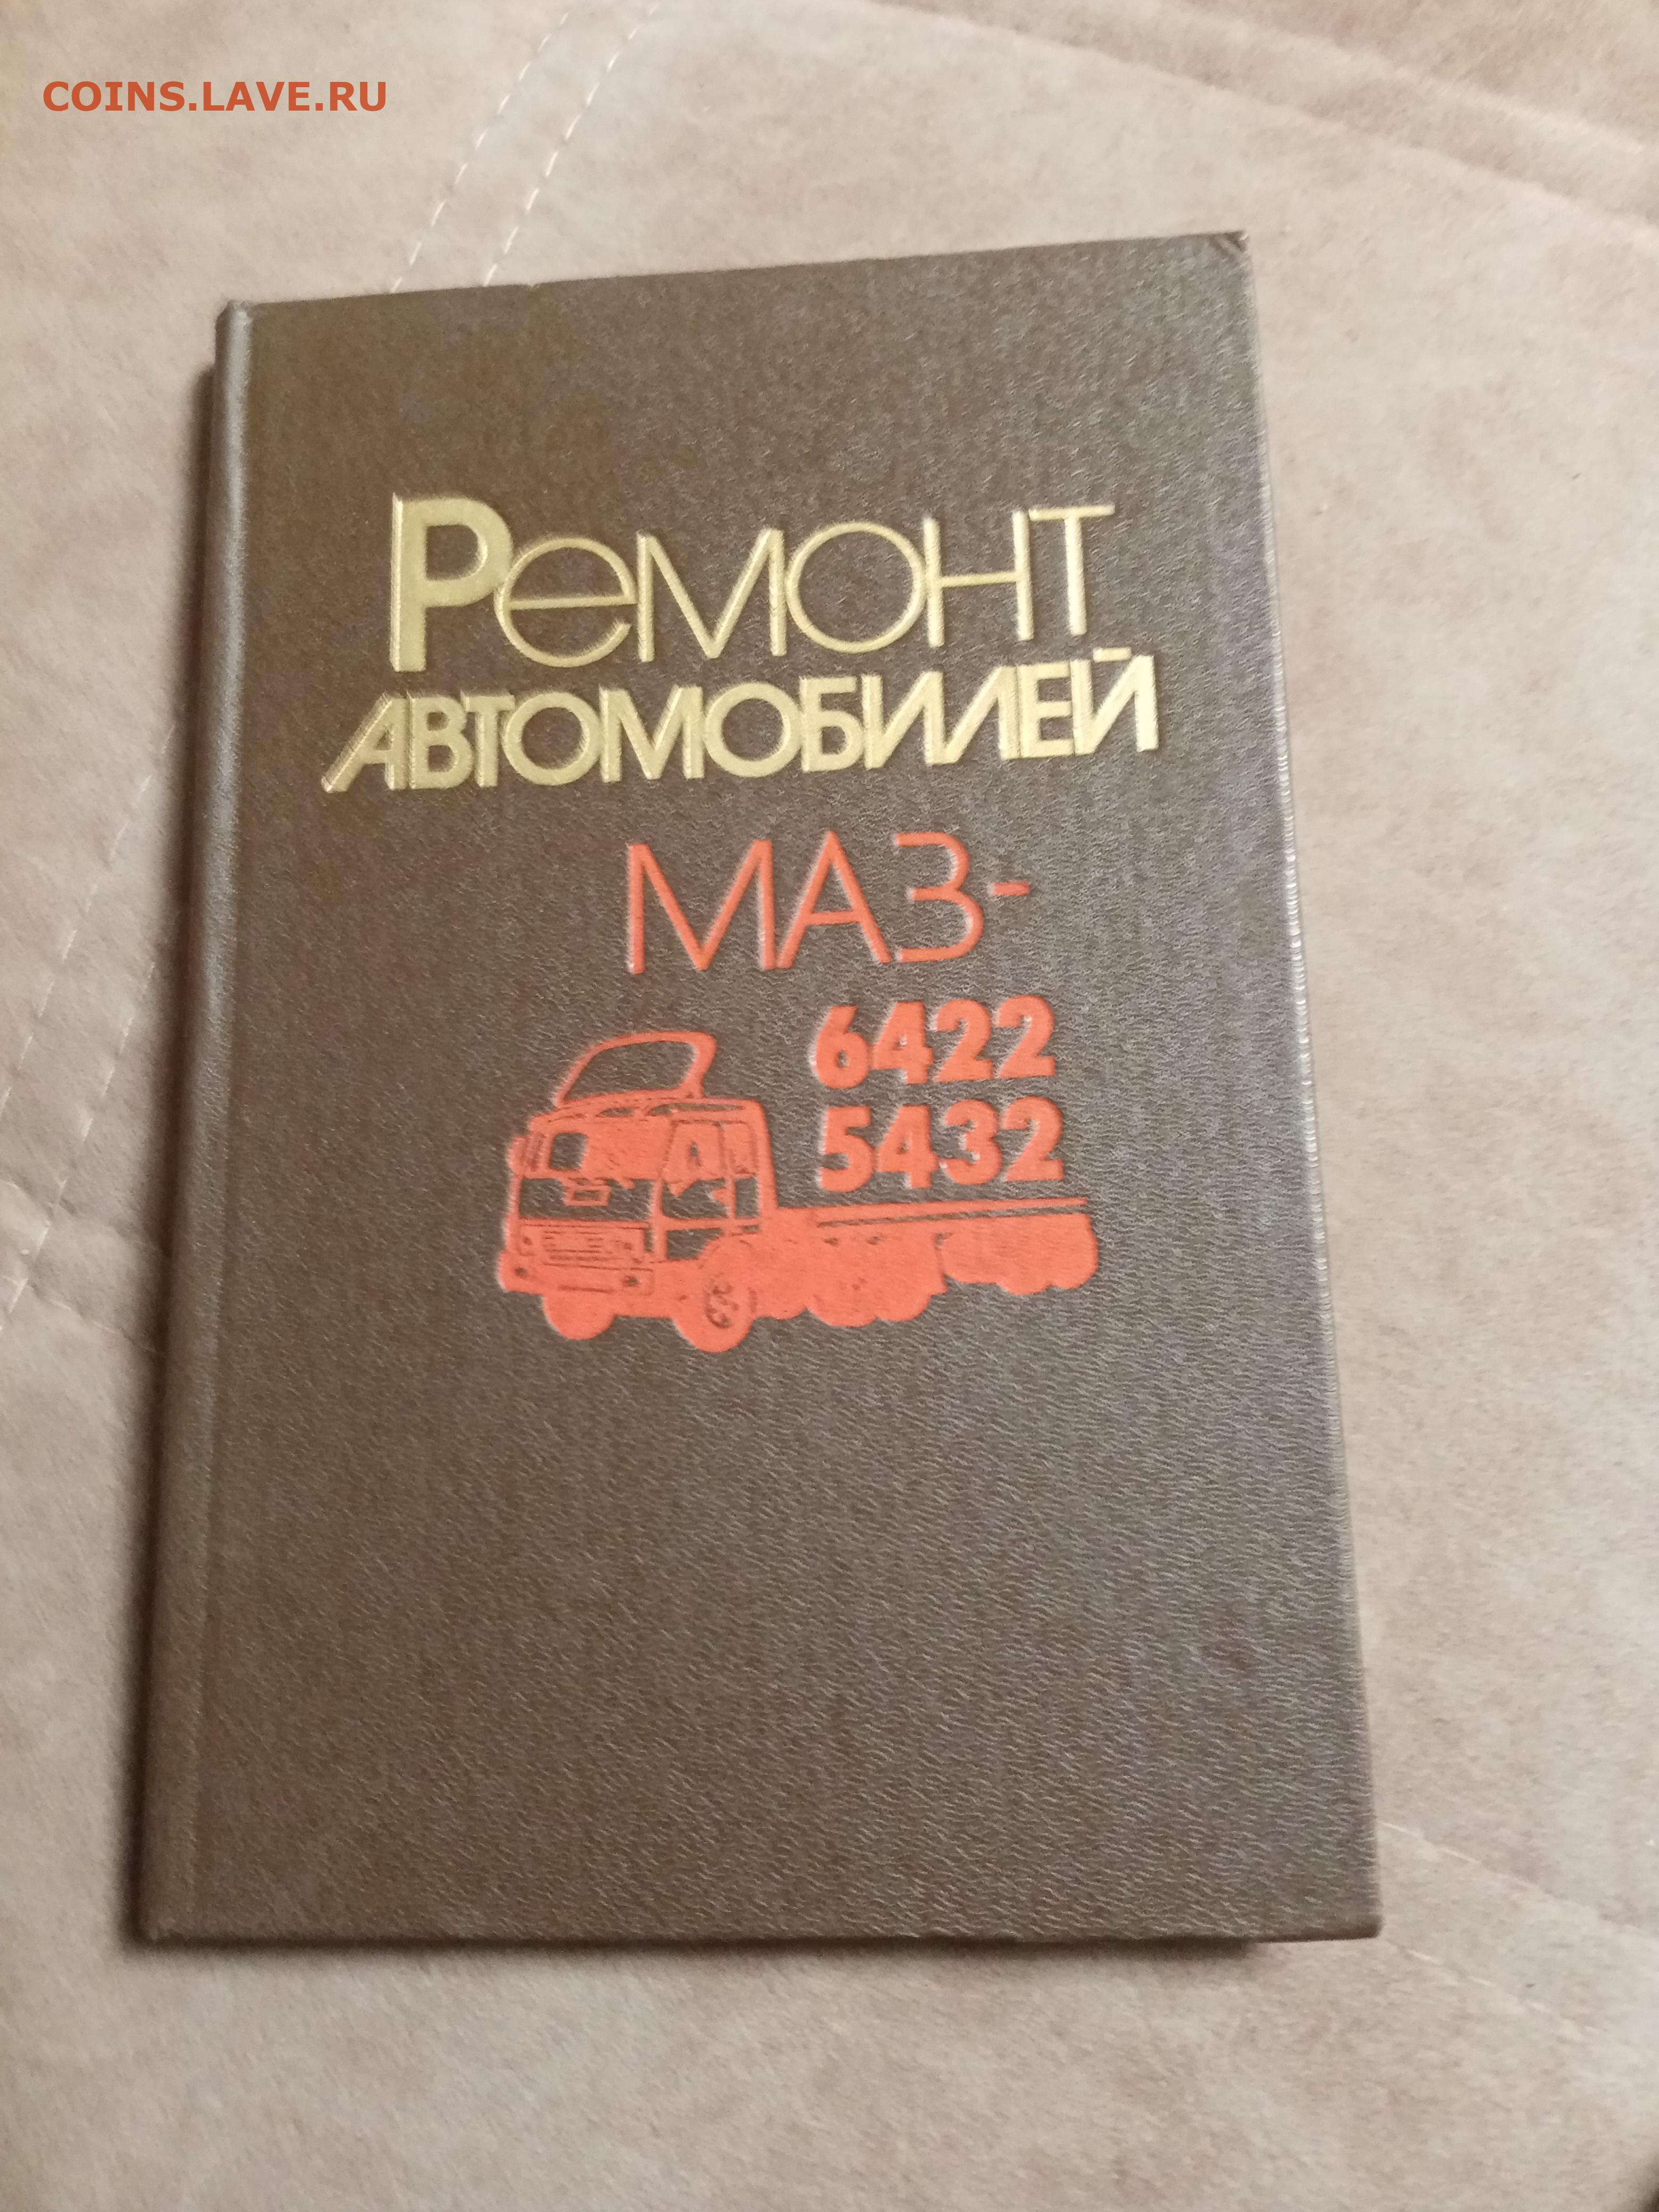 COINS.LAVE.RU
Ремонт
АВТОМОБИЛЕЙ
МАЗ-
6422
5432